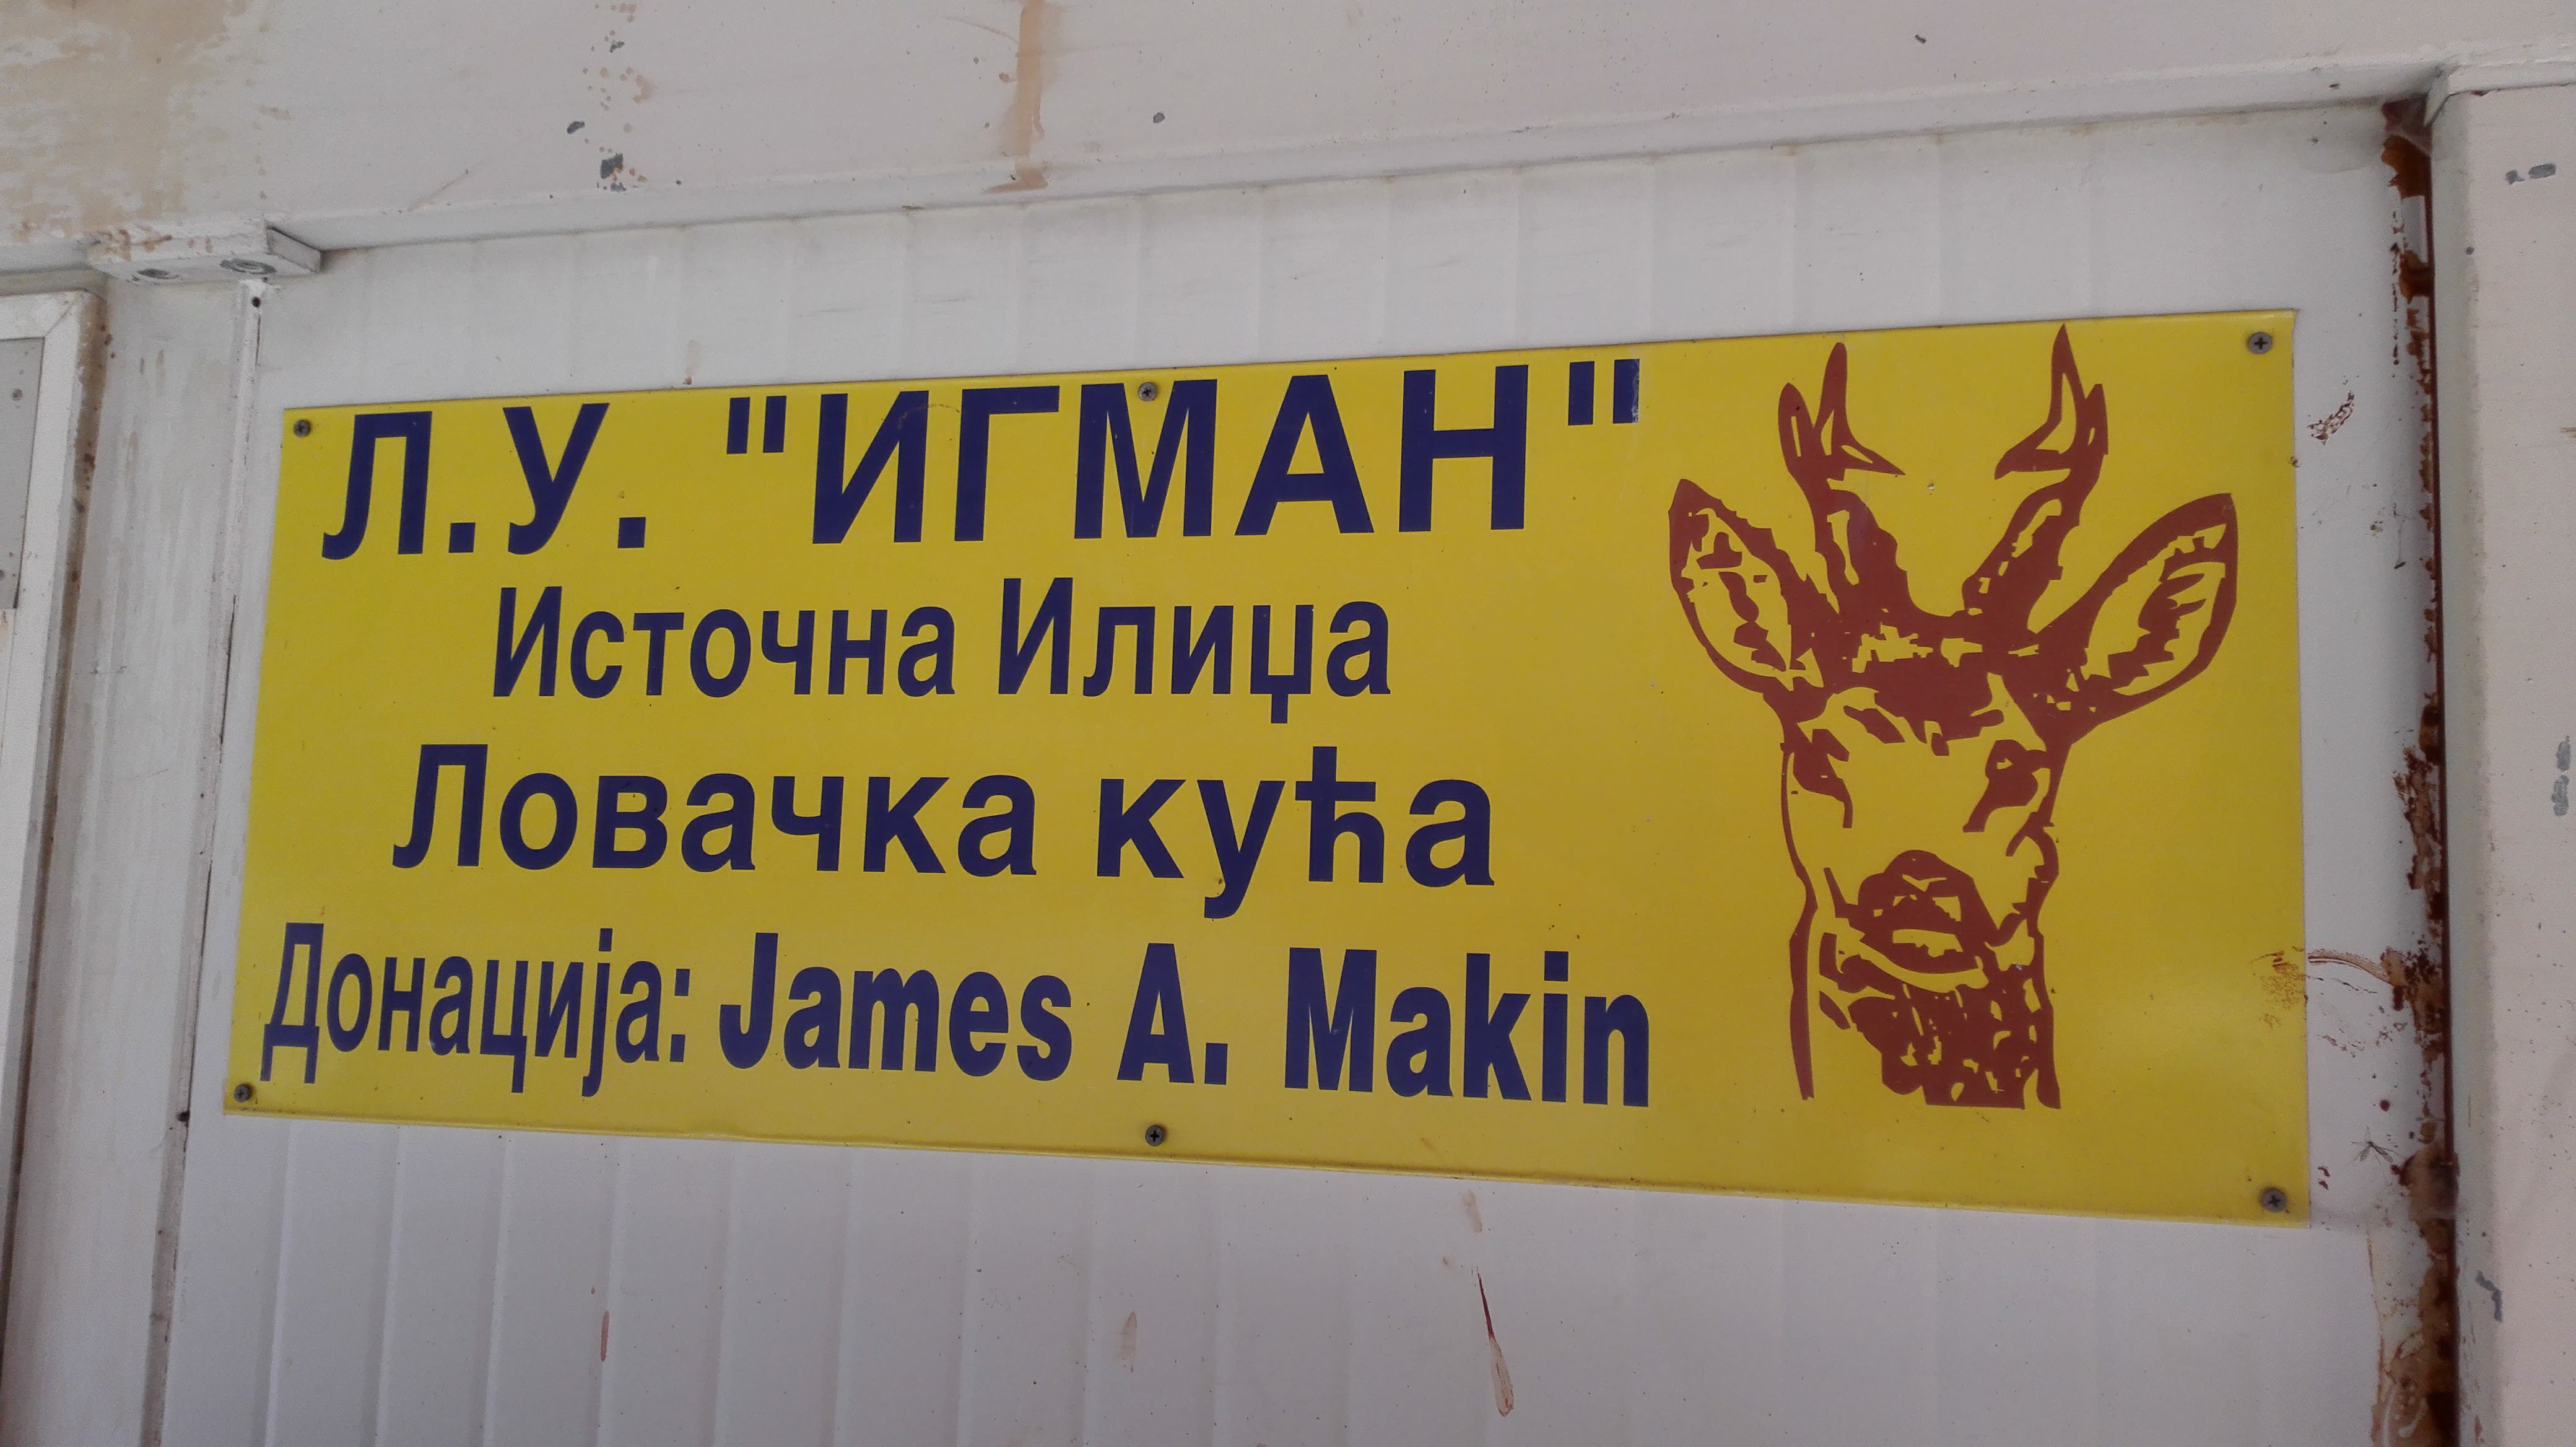 Л.У. "ИГМАН"
Источна Илиџа
Ловачка кућа
Донација: James A. Makin